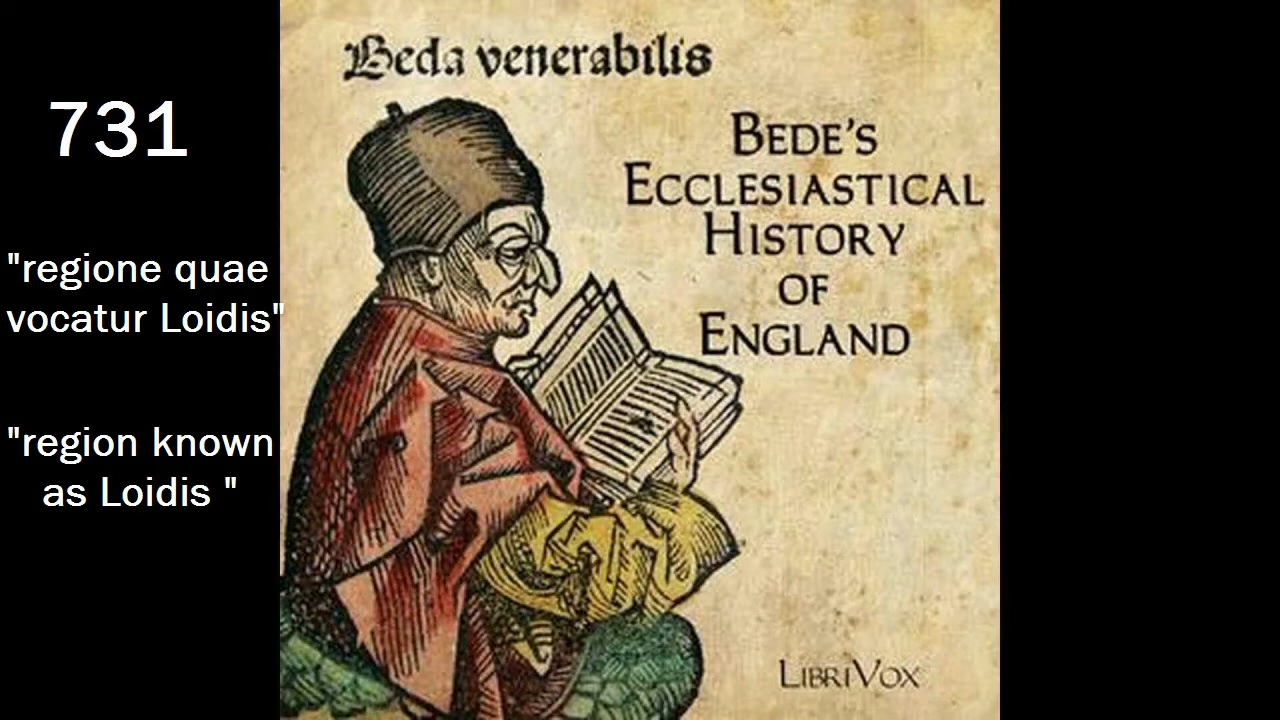 731
"regione quae
vocatur Loidis"
"region known
as Loidis "
Beda venerabilis
BEDE'S
ECCLESIASTICAL
HISTORY
OF
ENGLAND
LIBRIVOX